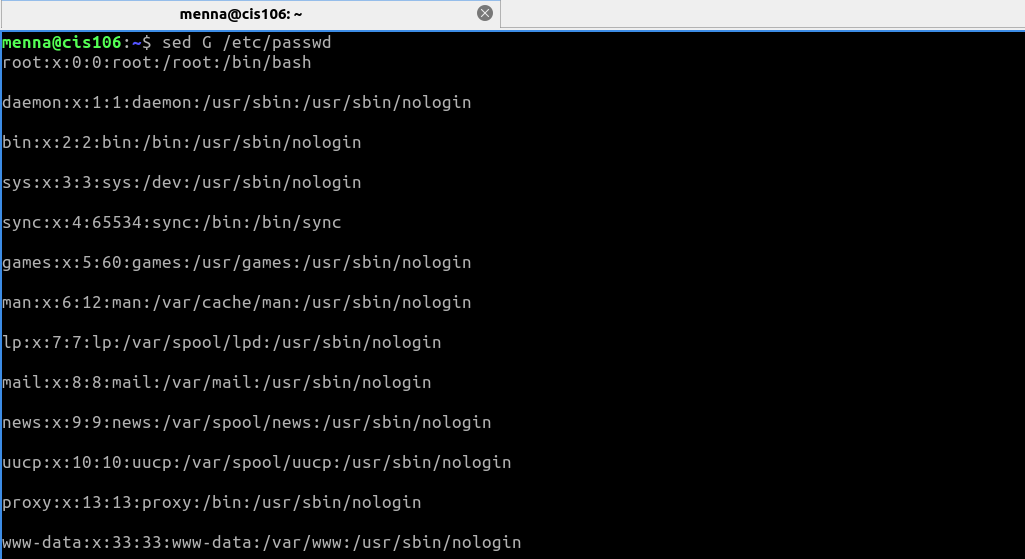 menna@cis106: ~
menna@cis106:~$ sed G /etc/passwd
root:x:0:0:root:/root:/bin/bash
daemon:x:1:1:daemon:/usr/sbin:/usr/sbin/nologin
bin:x:2:2:bin:/bin:/usr/sbin/nologin
sys:x:3:3:sys:/dev:/usr/sbin/nologin
sync:x:4:65534:sync:/bin:/bin/sync
games:x:5:60:games:/usr/games:/usr/sbin/nologin
man:x:6:12:man:/var/cache/man:/usr/sbin/nologin
lp:x:7:7:lp:/var/spool/lpd:/usr/sbin/nologin
mail:x:8:8:mail:/var/mail:/usr/sbin/nologin
news:x:9:9:news:/var/spool/news:/usr/sbin/nologin
uucp:x:10:10:uucp:/var/spool/uucp:/usr/sbin/nologin
proxy:x:13:13:proxy:/bin:/usr/sbin/nologin
www-data:x:33:33:www-data:/var/www:/usr/sbin/nologin